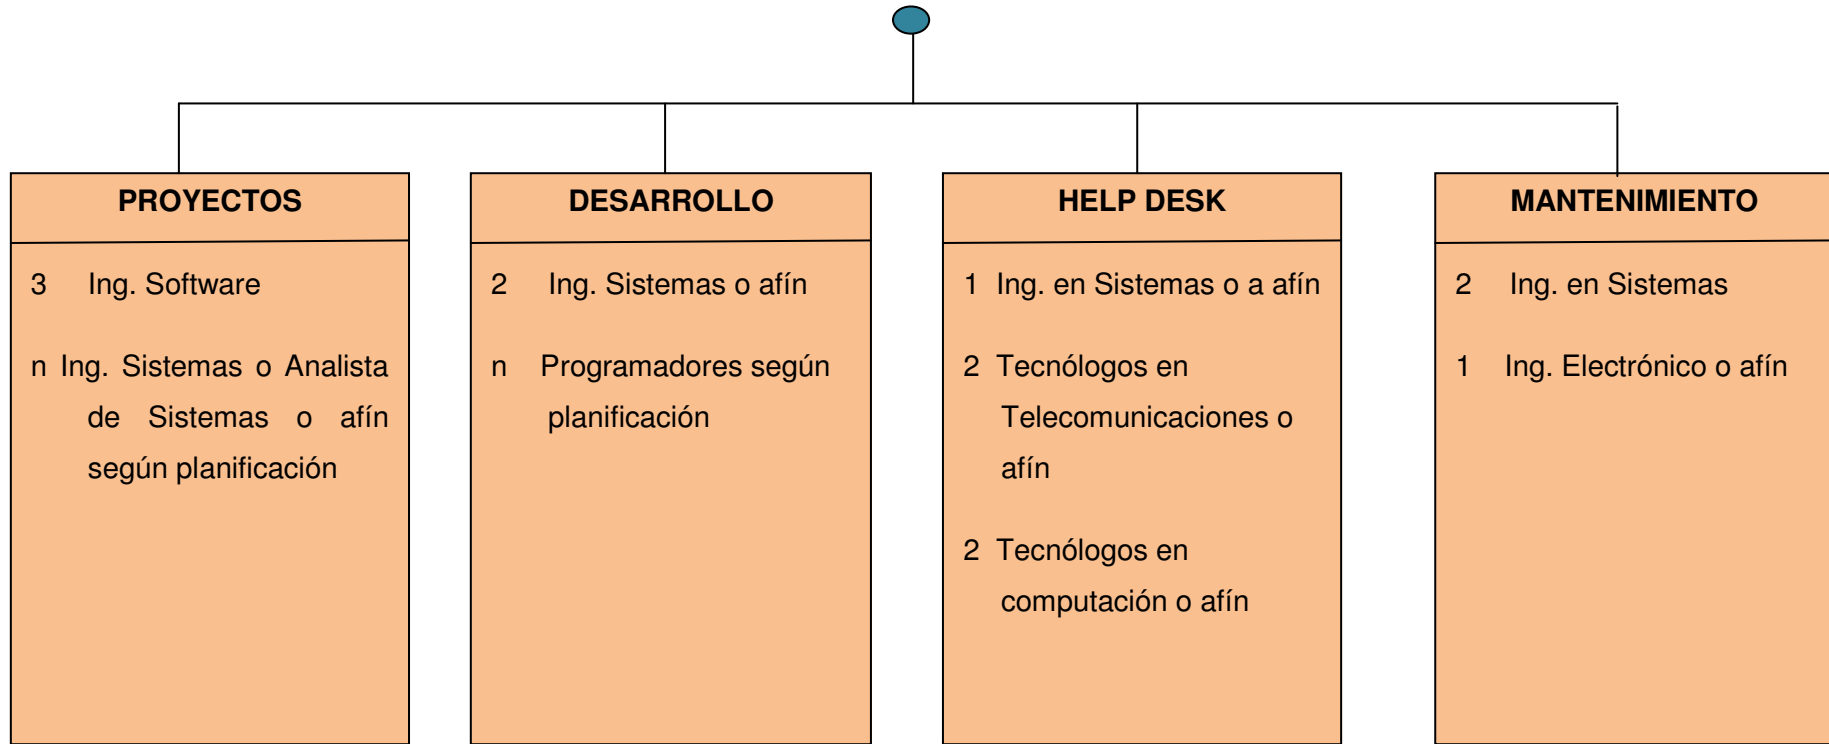 PROYECTOS
3 Ing. Software
n Ing. Sistemas o Analista
de Sistemas o afín
según planificación
DESARROLLO
2 Ing. Sistemas o afín
n Programadores según
planificación
HELP DESK
1 Ing. en Sistemas o a afín
2 Tecnólogos en
Telecomunicaciones o
afín
2 Tecnólogos en
computación o afín
MANTENIMIENTO
2 Ing. en Sistemas
1 Ing. Electrónico o afín